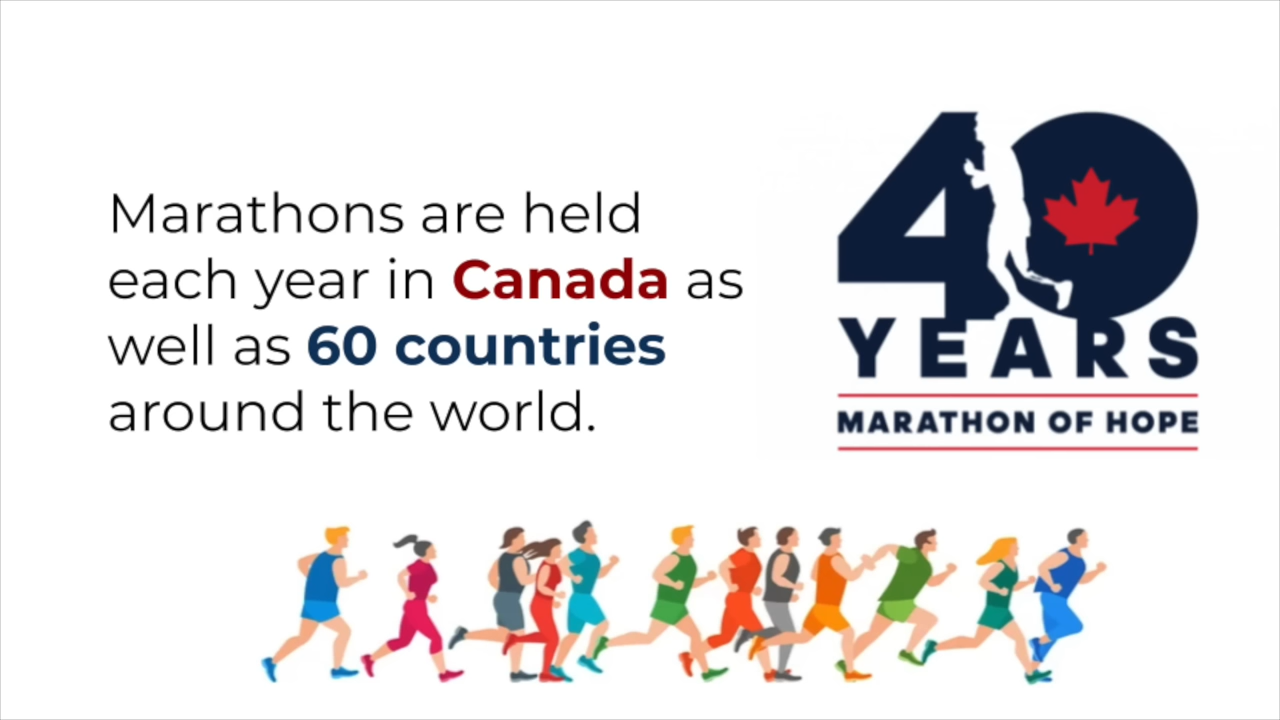 Marathons are held
each year in Canada as
well as 60 countries
around the world.
40
YEARS
MARATHON OF HOPE